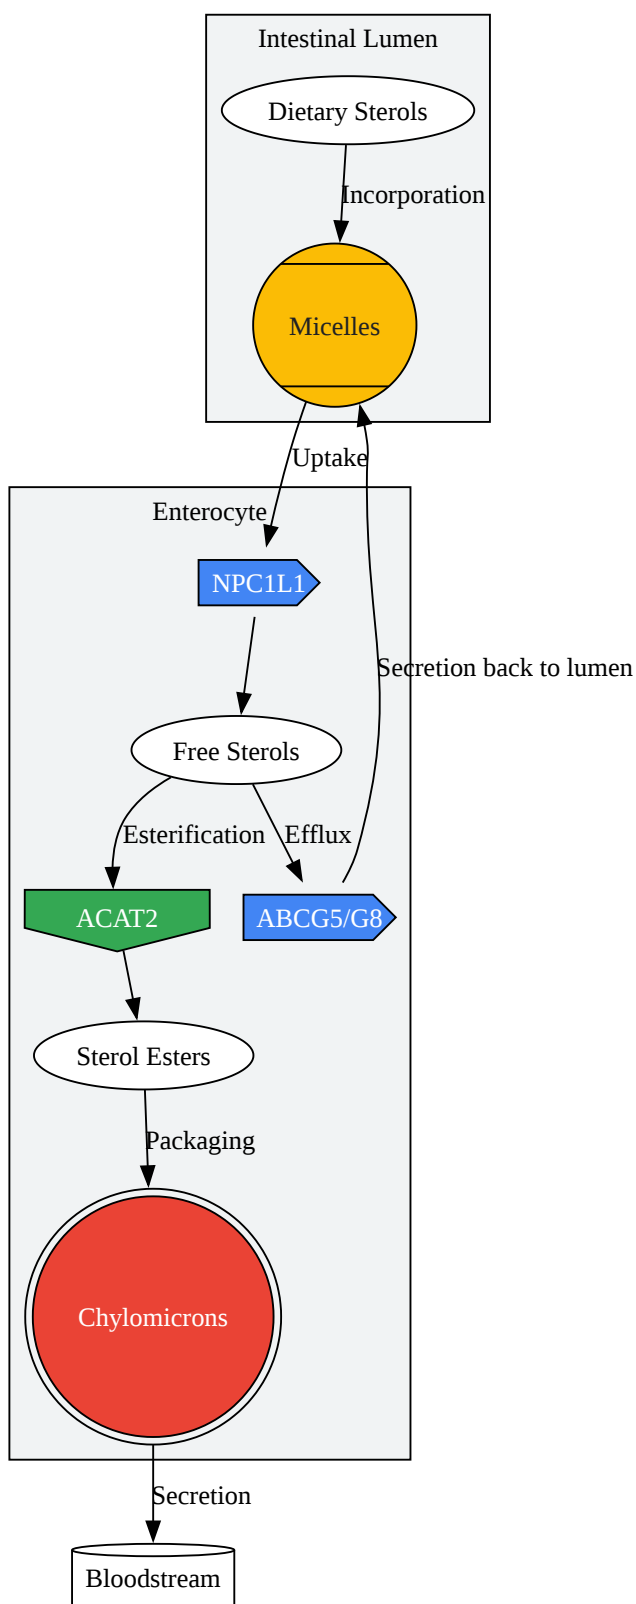 Intestinal Lumen
Dietary Sterols
Incorporation
Micelles
Uptake
Enterocyte
NPC1L1
Secretion back to lumen
Free Sterols
Esterification
Efflux
ACAT2
ABCG5/G8
Sterol Esters
Packaging
Chylomicrons
Secretion
Bloodstream